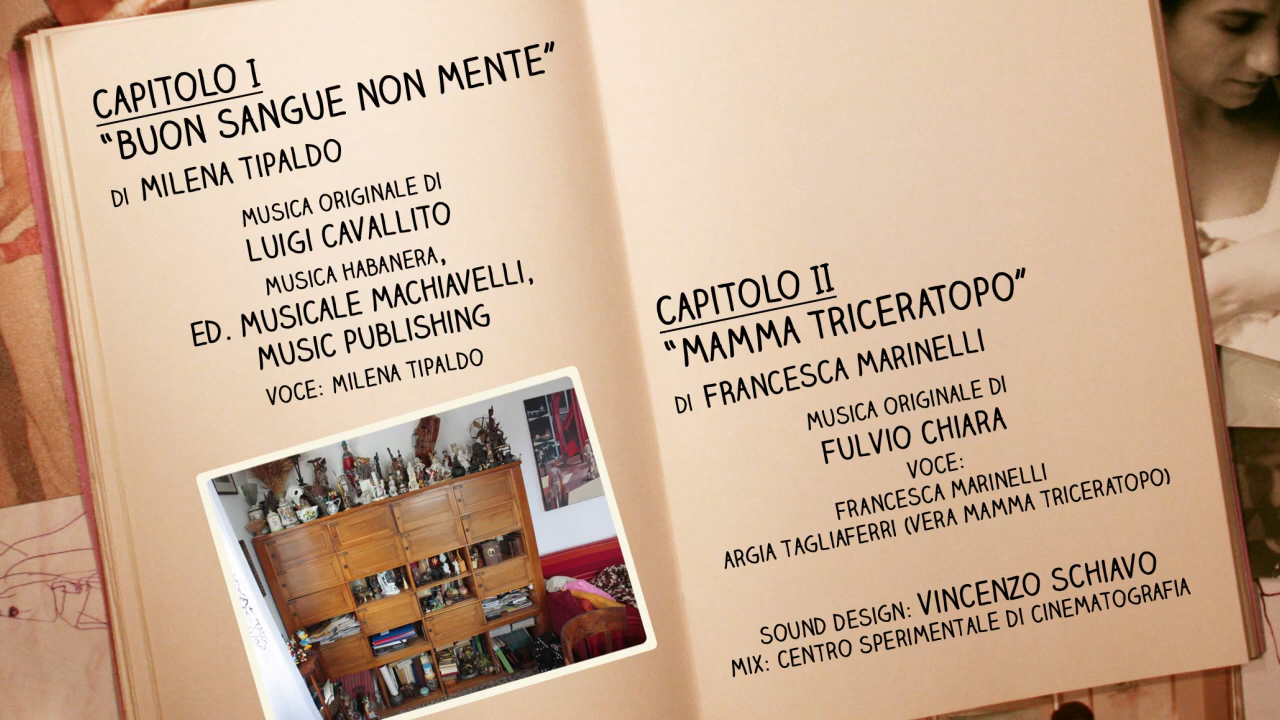 CAPITOLO I
"BUON SANGUE NON MENTE"
DI MILENA TIPALDO
MUSICA ORIGINALE DI
LUIGI CAVALLITO
MUSICA HABANERA,
ED. MUSICALE MACHIAVELLI,
MUSIC PUBLISHING
VOCE: MILENA TIPALDO
CAPITOLO II
"MAMMA TRICERATOPO"
DI FRANCESCA MARINELLI
MUSICA ORIGINALE DI
FULVIO CHIARA
VOCE:
FRANCESCA MARINELLI
ARGIA TAGLIAFERRI (VERA MAMMA TRICERATOPO)
SOUND DESIGN: VINCENZO SCHIAVO
MIX: CENTRO SPERIMENTALE DI CINEMATOGRAFIA